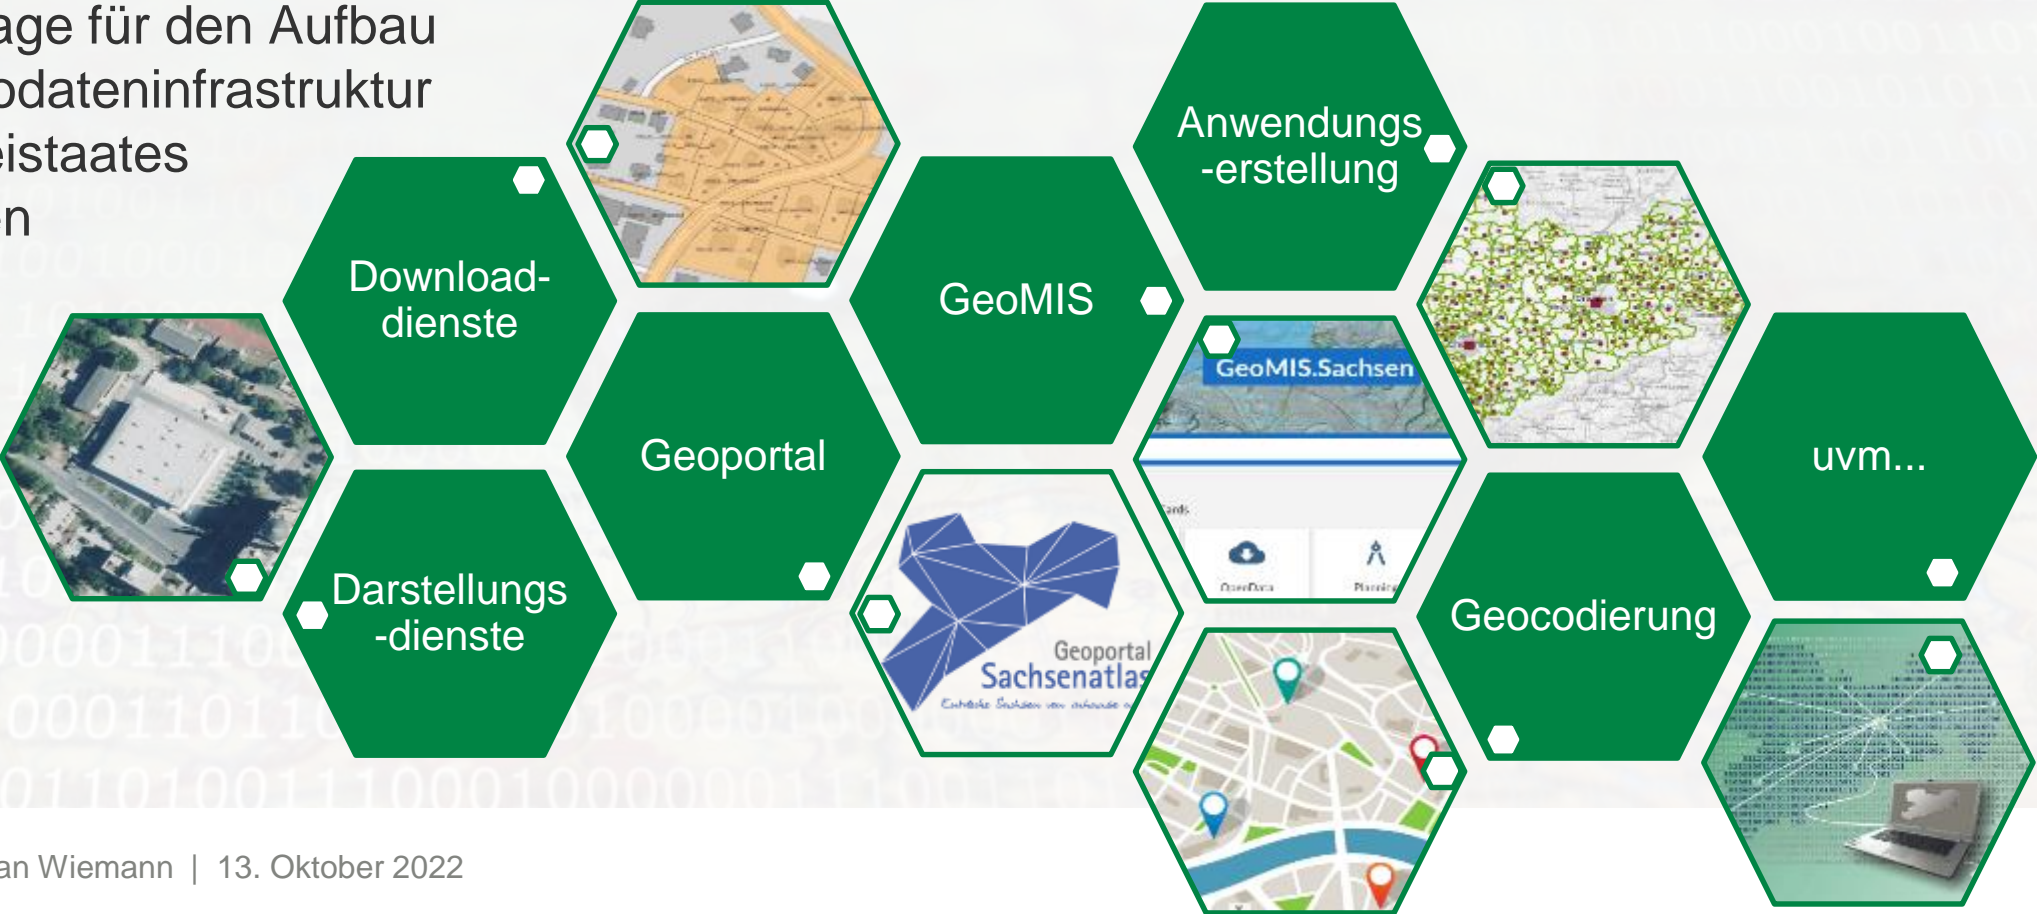 age für den Aufbau
odateninfrastruktur
eistaates
en
Anwendungs
-erstellung
Download-
dienste
GeoMIS
GeoMIS.Sachsen
Geoportal
uvm...
OpenData
Planning
Darstellungs
-dienste
Geocodierung
Geoportal
Sachsenatlas
an Wiemann | 13. Oktober 2022